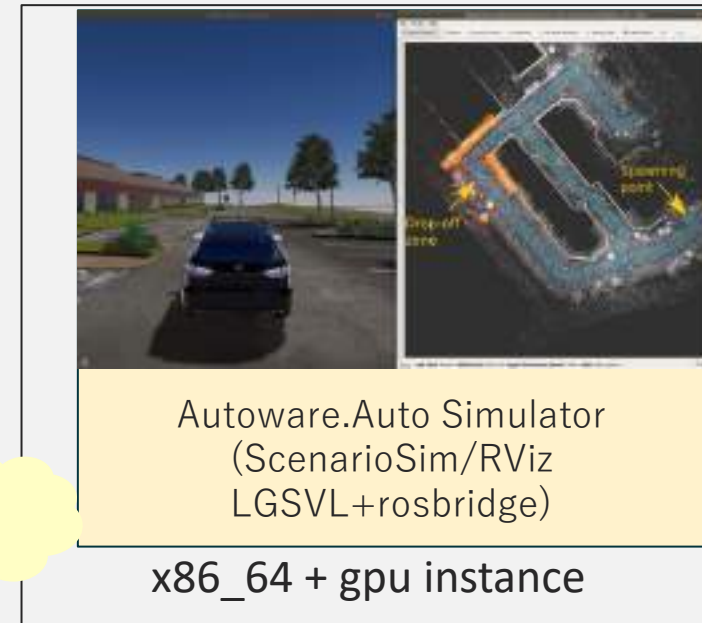 Spawning
point
Drop-off
zone
Autoware.Auto Simulator
(ScenarioSim/RViz
LGSVL+rosbridge)
x86_64 + gpu instance